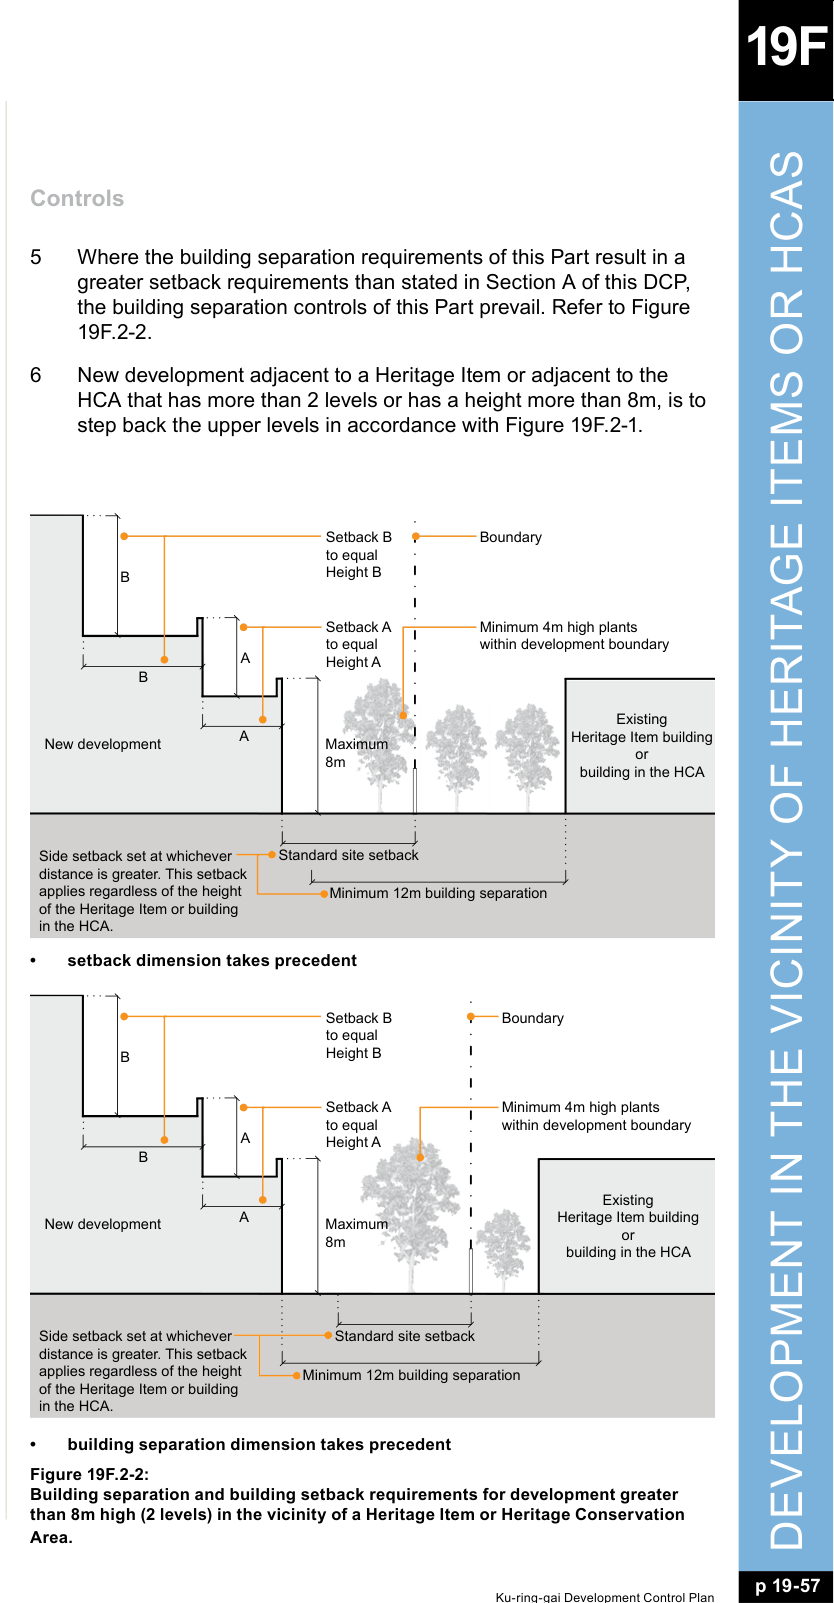 19F
DEVELOPMENT IN THE VICINITY OF HERITAGE ITEMS OR HCAS
Controls
5 Where the building separation requirements of this Part result in a
greater setback requirements than stated in Section A of this DCP,
the building separation controls of this Part prevail. Refer to Figure
19F.2-2.
6 New development adjacent to a Heritage Item or adjacent to the
HCA that has more than 2 levels or has a height more than 8m, is to
step back the upper levels in accordance with Figure 19F.2-1.
Setback B
to equal
Height B
Boundary
B
B
Setback A
to equal
Height A
Minimum 4m high plants
within development boundary
A
A
New development
Maximum
8m
Existing
Heritage Item building
or
building in the HCA
Side setback set at whichever
distance is greater. This setback
applies regardless of the height
of the Heritage Item or building
in the HCA.
Standard site setback
Minimum 12m building separation
• setback dimension takes precedent
Setback B
to equal
Height B
Boundary
B
B
Setback A
to equal
Height A
Minimum 4m high plants
within development boundary
A
A
New development
Maximum
8m
Existing
Heritage Item building
or
building in the HCA
Side setback set at whichever
distance is greater. This setback
applies regardless of the height
of the Heritage Item or building
in the HCA.
Standard site setback
Minimum 12m building separation
• building separation dimension takes precedent
Figure 19F.2-2:
Building separation and building setback requirements for development greater
than 8m high (2 levels) in the vicinity of a Heritage Item or Heritage Conservation
Area.
p 19-57
Ku-ring-gai Development Control Plan